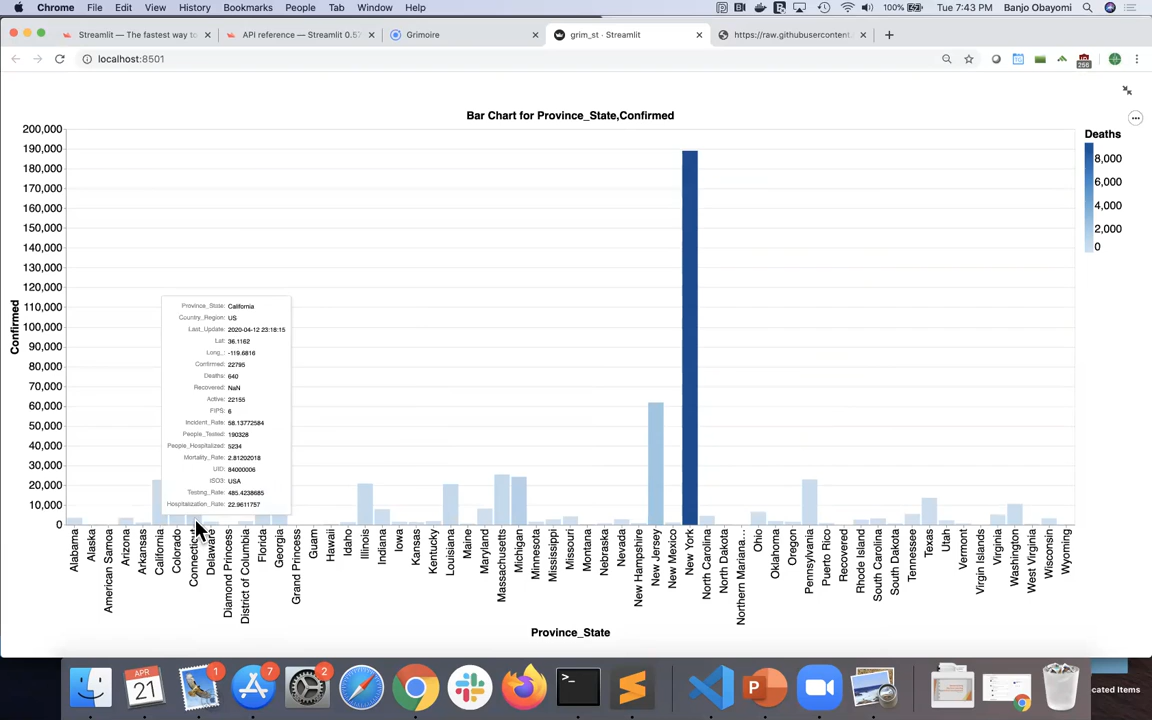 Chrome File Edit View History Bookmarks People Tab Window Help 100% Tue 7:43 PM Banjo Obayomi
Streamlit — The fastest way to
API reference — Streamlit 0.57
Grimoire
grim_st · Streamlit
https://raw.githubusercontent.
localhost:8501
266
Bar Chart for Province_State,Confirmed
Deaths
8,000
6,000
4,000
2,000
0
Confirmed
200,000
190,000
180,000
170,000
160,000
150,000
140,000
130,000
120,000
110,000
100,000
90,000
80,000
70,000
60,000
50,000
40,000
30,000
20,000
10,000
0
Province_State: California
Country_Region: US
Last_Update: 2020-04-12 23:18:15
Lat: 36.1162
Long_: -119.6816
Confirmed: 22795
Deaths: 640
Recovered: NaN
Active: 22155
FIPS: 6
Incident_Rate: 58.13772584
People_Tested: 190328
People_Hospitalized: 5234
Mortality_Rate: 2.81202018
UID: 84000006
ISO3: USA
Testing_Rate: 485.4238685
Hospitalization_Rate: 22.9611757
Alabama
Alaska
American Samoa
Arizona
Arkansas
California
Colorado
Connecticut
Delaware
Diamond Princess
District of Columbia
Florida
Georgia
Grand Princess
Guam
Hawaii
Idaho
Illinois
Indiana
Iowa
Kansas
Kentucky
Louisiana
Maine
Maryland
Massachusetts
Michigan
Minnesota
Mississippi
Missouri
Montana
Nebraska
Nevada
New Hampshire
New Jersey
New Mexico
New York
North Carolina
North Dakota
Northern Mariana…
Ohio
Oklahoma
Oregon
Pennsylvania
Puerto Rico
Recovered
Rhode Island
South Carolina
South Dakota
Tennessee
Texas
Utah
Vermont
Virgin Islands
Virginia
Washington
West Virginia
Wisconsin
Wyoming
Province_State
APR
21
1
7
2
>_
P
cated Items